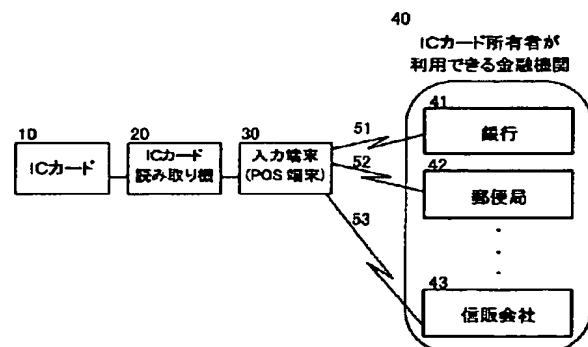 40
ICカード所有者が
利用できる金融機関
10
ICカード
20
ICカード
読み取り機
30
入力端末
(POS 端末)
51
52
53
41
銀行
42
郵便局
・
・
・
43
信販会社